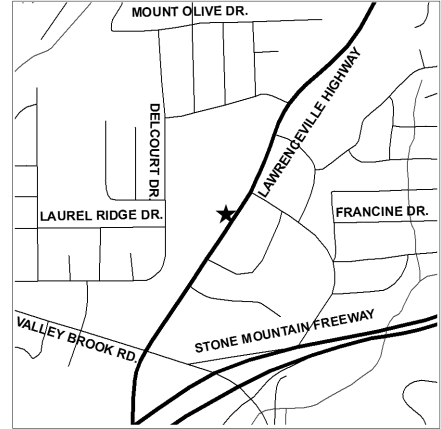 MOUNT OLIVE DR.
LAWRENCEVILLE HIGHWAY
DELCOURT DR.
LAUREL RIDGE DR.
FRANCINE DR.
STONE MOUNTAIN FREEWAY
VALLEY BROOK RD.